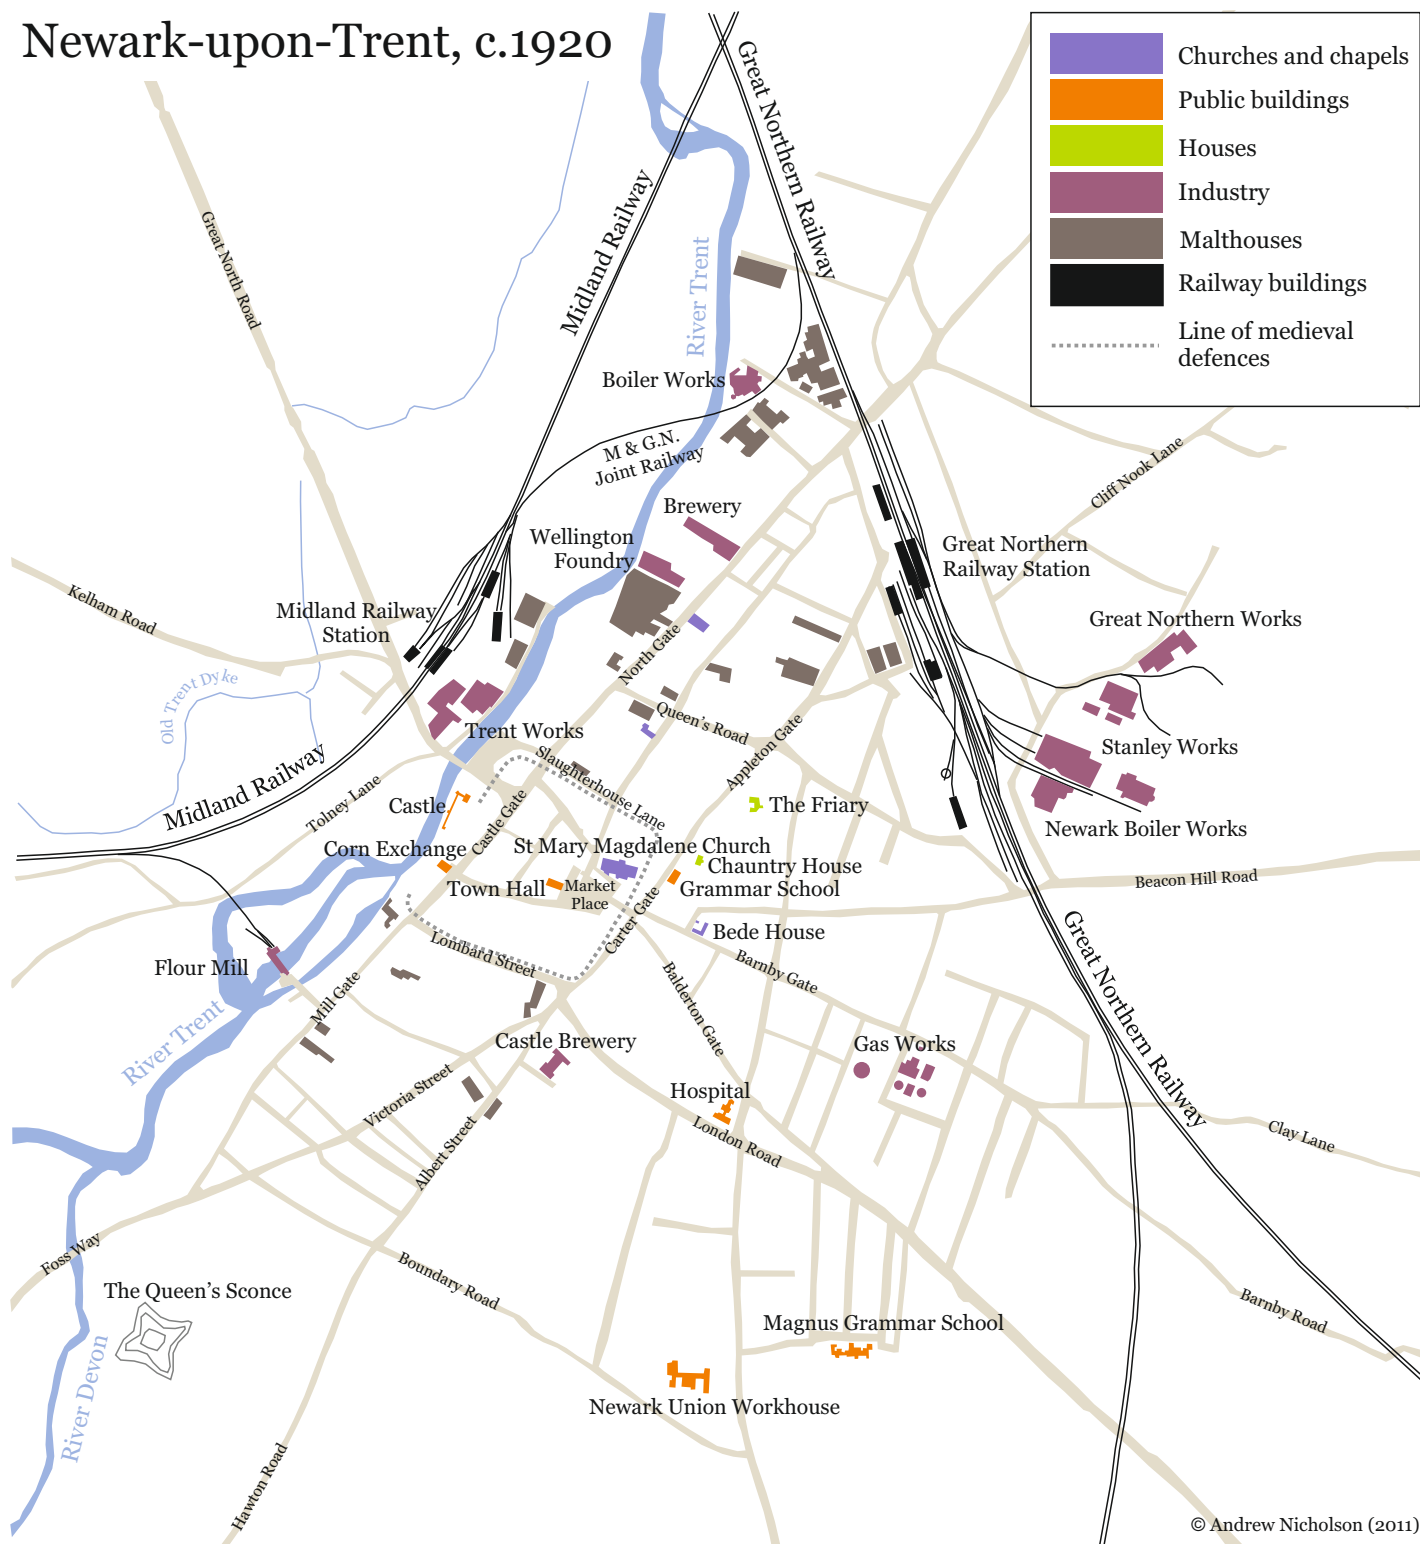 Newark-upon-Trent, c.1920
Churches and chapels
Public buildings
Houses
Industry
Malthouses
Railway buildings
Line of medieval
defences
Great Northern Railway
Midland Railway
Great North Road
River Trent
Boiler Works
M & G.N.
Joint Railway
Cliff Nook Lane
Brewery
Wellington
Foundry
Great Northern
Railway Station
Kelham Road
Midland Railway
Station
Great Northern Works
North Gate
Old Trent Dyke
Queen's Road
Trent Works
Appleton Gate
Stanley Works
Midland Railway
Tolney Lane
Slaughterhouse Lane
Castle
Castle Gate
The Friary
Newark Boiler Works
Corn Exchange
St Mary Magdalene Church
Chauntry House
Town Hall
Market
Place
Grammar School
Beacon Hill Road
Carter Gate
Bede House
Lombard Street
Flour Mill
Mill Gate
Balderton Gate
Barnby Gate
Great Northern Railway
River Trent
Castle Brewery
Gas Works
Victoria Street
Hospital
London Road
Albert Street
Clay Lane
Foss Way
Boundary Road
The Queen's Sconce
Barnby Road
Magnus Grammar School
River Devon
Newark Union Workhouse
Hawton Road
© Andrew Nicholson (2011)